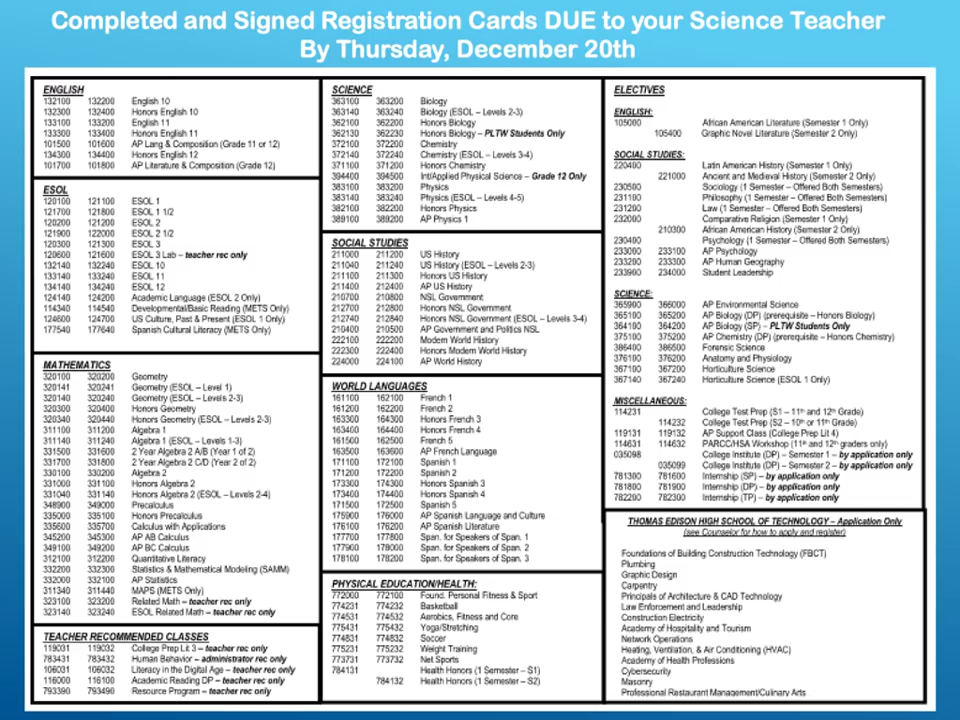 Completed and Signed Registration Cards DUE to your Science Teacher
By Thursday, December 20th
ENGLISH
132100 132200 English 10
132300 132400 Honors English 10
133100 133200 English 11
133300 133400 Honors English 11
101500 101600 AP Lang & Composition (Grade 11 or 12)
134300 134400 Honors English 12
101700 101800 AP Literature & Composition (Grade 12)
ESOL
120100 121100 ESOL 1
121700 121800 ESOL 1 1/2
120200 121200 ESOL 2
121900 122000 ESOL 2 1/2
120300 121300 ESOL 3
120600 121600 ESOL 3 Lab – teacher rec only
132140 132240 ESOL 10
133140 133240 ESOL 11
134140 134240 ESOL 12
124140 124200 Academic Language (ESOL 2 Only)
114340 114540 Developmental/Basic Reading (METS Only)
124600 124700 US Culture, Past & Present (ESOL 1 Only)
177540 177640 Spanish Cultural Literacy (METS Only)
MATHEMATICS
320100 320200 Geometry
320141 320241 Geometry (ESOL – Level 1)
320140 320240 Geometry (ESOL – Levels 2-3)
320300 320400 Honors Geometry
320340 320440 Honors Geometry (ESOL – Levels 2-3)
311100 311200 Algebra 1
311140 311240 Algebra 1 (ESOL – Levels 1-3)
331500 331600 2 Year Algebra 2 A/B (Year 1 of 2)
331700 331800 2 Year Algebra 2 C/D (Year 2 of 2)
330100 330200 Algebra 2
331000 331100 Honors Algebra 2
331040 331140 Honors Algebra 2 (ESOL – Levels 2-4)
348900 349000 Precalculus
335000 335100 Honors Precalculus
335600 335700 Calculus with Applications
345200 345300 AP AB Calculus
349100 349200 AP BC Calculus
312100 312200 Quantitative Literacy
332200 332300 Statistics & Mathematical Modeling (SAMM)
332000 332100 AP Statistics
311340 311440 MAPS (METS Only)
323100 323200 Related Math – teacher rec only
323140 323240 ESOL Related Math – teacher rec only
TEACHER RECOMMENDED CLASSES
119031 119032 College Prep Lit 3 – teacher rec only
783431 783432 Human Behavior – administrator rec only
106031 106032 Literacy in the Digital Age – teacher rec only
116000 116100 Academic Reading DP – teacher rec only
793390 793490 Resource Program – teacher rec only
SCIENCE
363100 363200 Biology
363140 363240 Biology (ESOL – Levels 2-3)
362100 362200 Honors Biology
362130 362230 Honors Biology – PLTW Students Only
372100 372200 Chemistry
372140 372240 Chemistry (ESOL – Levels 3-4)
371100 371200 Honors Chemistry
394400 394500 Int/Applied Physical Science – Grade 12 Only
383100 383200 Physics
383140 383240 Physics (ESOL – Levels 4-5)
382100 382200 Honors Physics
389100 389200 AP Physics 1
SOCIAL STUDIES
211000 211200 US History
211040 211240 US History (ESOL – Levels 2-3)
211100 211300 Honors US History
211400 212400 AP US History
210700 210800 NSL Government
212700 212800 Honors NSL Government
212740 212840 Honors NSL Government (ESOL – Levels 3-4)
210400 210500 AP Government and Politics NSL
222100 222200 Modern World History
222300 222400 Honors Modern World History
224000 224100 AP World History
WORLD LANGUAGES
161100 162100 French 1
161200 162200 French 2
163300 164300 Honors French 3
163400 164400 Honors French 4
161500 162500 French 5
163500 163600 AP French Language
171100 172100 Spanish 1
171200 172200 Spanish 2
173300 174300 Honors Spanish 3
173400 174400 Honors Spanish 4
171500 172500 Spanish 5
175900 176000 AP Spanish Language and Culture
176100 176200 AP Spanish Literature
177700 177800 Span. for Speakers of Span. 1
177900 178000 Span. for Speakers of Span. 2
178100 178200 Span. for Speakers of Span. 3
PHYSICAL EDUCATION/HEALTH:
772000 772100 Found. Personal Fitness & Sport
774231 774232 Basketball
774531 774532 Aerobics, Fitness and Core
775431 775432 Yoga/Stretching
774831 774832 Soccer
775231 775232 Weight Training
773731 773732 Net Sports
784131 Health Honors (1 Semester – S1)
784132 Health Honors (1 Semester – S2)
ELECTIVES
ENGLISH:
105000 African American Literature (Semester 1 Only)
105400 Graphic Novel Literature (Semester 2 Only)
SOCIAL STUDIES:
220400 Latin American History (Semester 1 Only)
221000 Ancient and Medieval History (Semester 2 Only)
230500 Sociology (1 Semester – Offered Both Semesters)
231100 Philosophy (1 Semester – Offered Both Semesters)
231200 Law (1 Semester – Offered Both Semesters)
232000 Comparative Religion (Semester 1 Only)
210300 African American History (Semester 2 Only)
230400 Psychology (1 Semester – Offered Both Semesters)
233000 233100 AP Psychology
233200 233300 AP Human Geography
233900 234000 Student Leadership
SCIENCE:
365900 366000 AP Environmental Science
365100 365200 AP Biology (DP) (prerequisite – Honors Biology)
364100 364200 AP Biology (SP) – PLTW Students Only
375100 375200 AP Chemistry (DP) (prerequisite – Honors Chemistry)
386400 386500 Forensic Science
376100 376200 Anatomy and Physiology
367100 367200 Horticulture Science
367140 367240 Horticulture Science (ESOL 1 Only)
MISCELLANEOUS:
114231 College Test Prep (S1 – 11th and 12th Grade)
114232 College Test Prep (S2 – 10th or 11th Grade)
119131 119132 AP Support Class (College Prep Lit 4)
114631 114632 PARCC/HSA Workshop (11th and 12th graders only)
035098 College Institute (DP) – Semester 1 – by application only
035099 College Institute (DP) – Semester 2 – by application only
781300 781600 Internship (SP) – by application only
781800 781900 Internship (DP) – by application only
782200 782300 Internship (TP) – by application only
THOMAS EDISON HIGH SCHOOL OF TECHNOLOGY – Application Only
(see Counselor for how to apply and register)
Foundations of Building Construction Technology (FBCT)
Plumbing
Graphic Design
Carpentry
Principals of Architecture & CAD Technology
Law Enforcement and Leadership
Construction Electricity
Academy of Hospitality and Tourism
Network Operations
Heating, Ventilation, & Air Conditioning (HVAC)
Academy of Health Professions
Cybersecurity
Masonry
Professional Restaurant Management/Culinary Arts